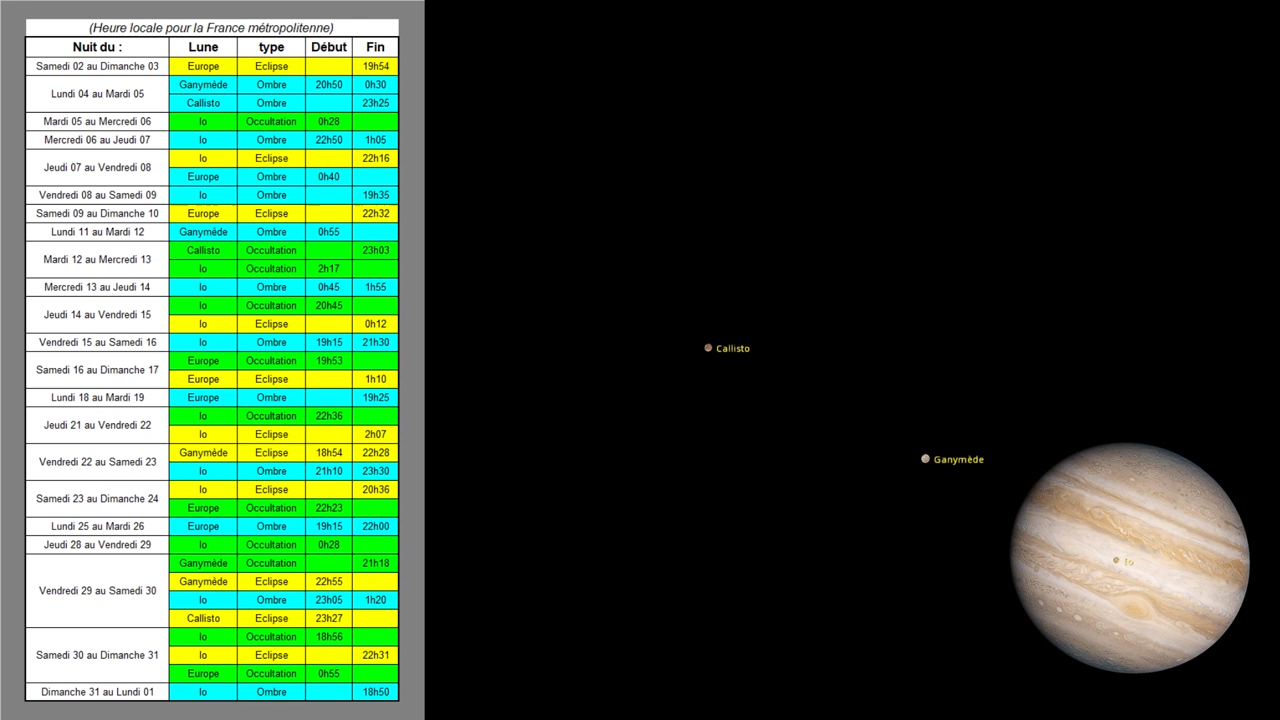 (Heure locale pour la France métropolitenne)
Nuit du : Lune type Début Fin
Samedi 02 au Dimanche 03 Europe Eclipse 19h54
Lundi 04 au Mardi 05 Ganymède Ombre 20h50 0h30
Callisto Ombre 23h25
Mardi 05 au Mercredi 06 Io Occultation 0h28
Mercredi 06 au Jeudi 07 Io Ombre 22h50 1h05
Jeudi 07 au Vendredi 08 Io Eclipse 22h16
Europe Ombre 0h40
Vendredi 08 au Samedi 09 Io Ombre 19h35
Samedi 09 au Dimanche 10 Europe Eclipse 22h32
Lundi 11 au Mardi 12 Ganymède Ombre 0h55
Mardi 12 au Mercredi 13 Callisto Occultation 23h03
Io Occultation 2h17
Mercredi 13 au Jeudi 14 Io Ombre 0h45 1h55
Jeudi 14 au Vendredi 15 Io Occultation 20h45
Io Eclipse 0h12
Vendredi 15 au Samedi 16 Io Ombre 19h15 21h30
Samedi 16 au Dimanche 17 Europe Occultation 19h53
Europe Eclipse 1h10
Lundi 18 au Mardi 19 Europe Ombre 19h25
Jeudi 21 au Vendredi 22 Io Occultation 22h36
Io Eclipse 2h07
Vendredi 22 au Samedi 23 Ganymède Eclipse 18h54 22h28
Io Ombre 21h10 23h30
Samedi 23 au Dimanche 24 Io Eclipse 20h36
Europe Occultation 22h23
Lundi 25 au Mardi 26 Europe Ombre 19h15 22h00
Jeudi 28 au Vendredi 29 Io Occultation 0h28
Vendredi 29 au Samedi 30 Ganymède Occultation 21h18
Ganymède Eclipse 22h55
Io Ombre 23h05 1h20
Callisto Eclipse 23h27
Samedi 30 au Dimanche 31 Io Occultation 18h56
Io Eclipse 22h31
Europe Occultation 0h55
Dimanche 31 au Lundi 01 Io Ombre 18h50
Callisto
Ganymède
Io